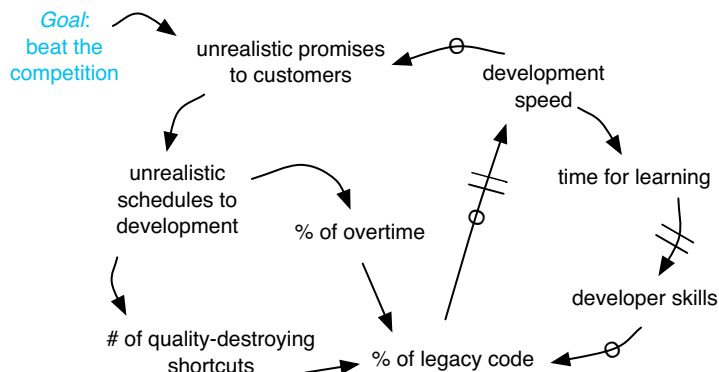 Goal:
beat the
competition
unrealistic promises
to customers
development
speed
unrealistic
schedules to
development
time for learning
% of overtime
developer skills
# of quality-destroying
shortcuts
% of legacy code